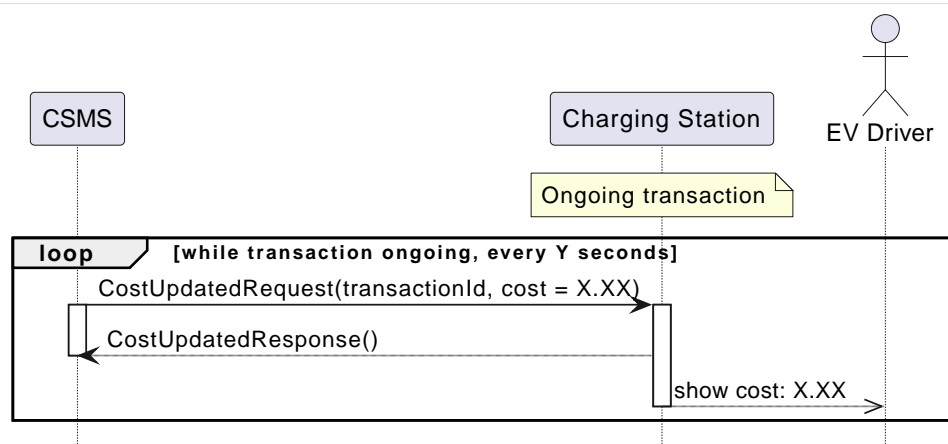 CSMS
Charging Station
EV Driver
Ongoing transaction
loop
[while transaction ongoing, every Y seconds]
CostUpdatedRequest(transactionId, cost = X.XX)
CostUpdatedResponse()
show cost: X.XX